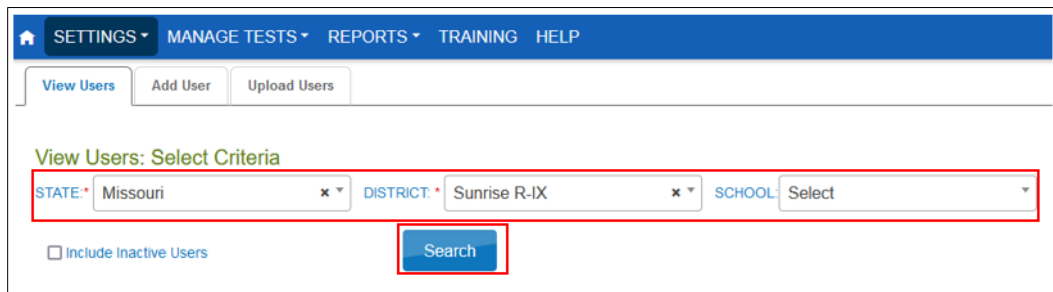 SETTINGS MANAGE TESTS REPORTS TRAINING HELP
View Users Add User Upload Users
View Users: Select Criteria
STATE:* Missouri × DISTRICT: * Sunrise R-IX × SCHOOL: Select
Include Inactive Users Search